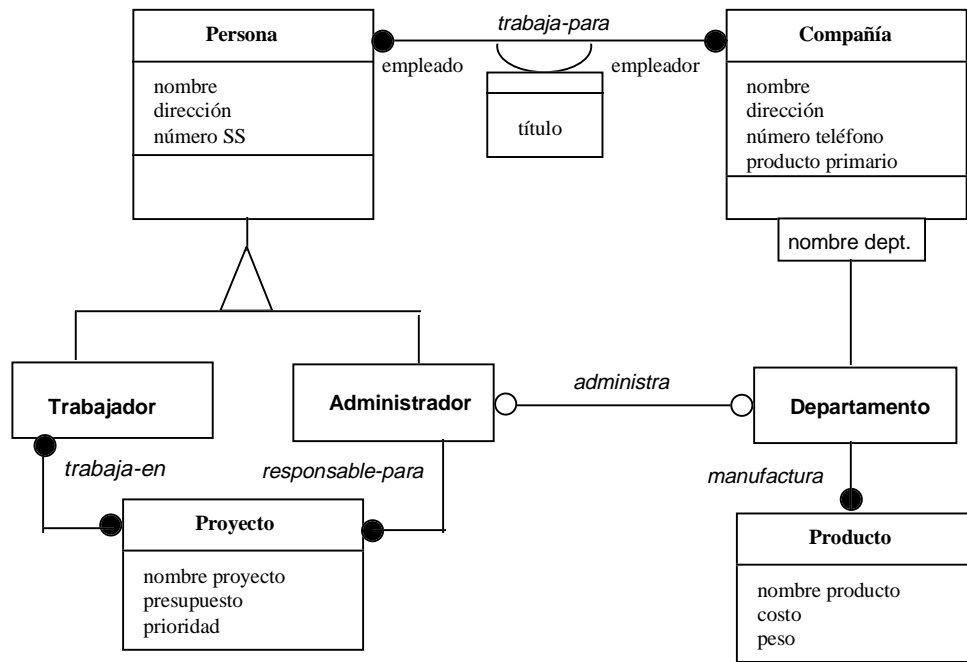 Persona
nombre
dirección
número SS
trabaja-para
empleado
empleador
título
Compañía
nombre
dirección
número teléfono
producto primario
nombre dept.
Trabajador
Administrador
administra
Departamento
trabaja-en
responsable-para
manufactura
Proyecto
nombre proyecto
presupuesto
prioridad
Producto
nombre producto
costo
peso